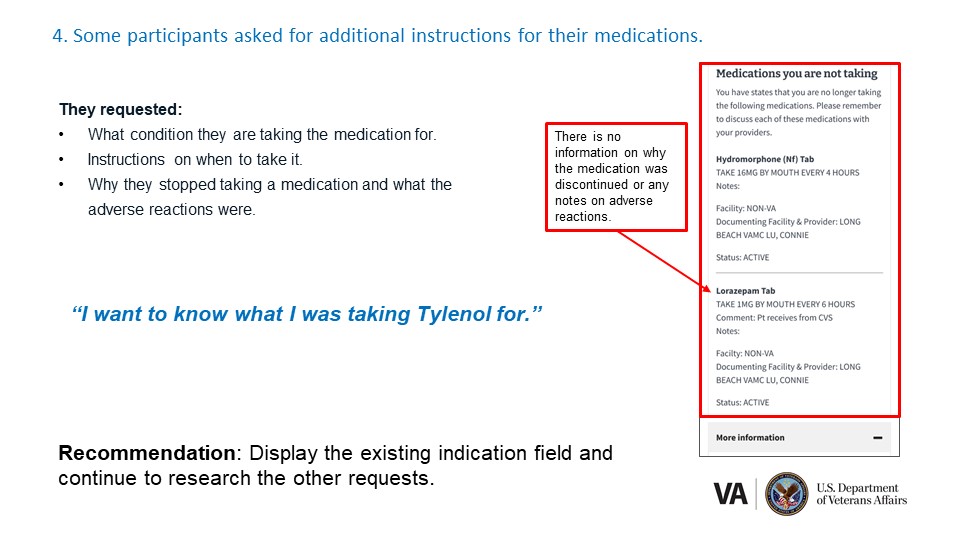 4. Some participants asked for additional instructions for their medications.
They requested:
• What condition they are taking the medication for.
• Instructions on when to take it.
• Why they stopped taking a medication and what the
adverse reactions were.
“I want to know what I was taking Tylenol for.”
Recommendation: Display the existing indication field and
continue to research the other requests.
There is no
information on why
the medication was
discontinued or any
notes on adverse
reactions.
Medications you are not taking
You have states that you are no longer taking
the following medications. Please remember
to discuss each of these medications with
your providers.
Hydromorphone (Nf) Tab
TAKE 16MG BY MOUTH EVERY 4 HOURS
Notes:
Facility: NON-VA
Documenting Facility & Provider: LONG
BEACH VAMC LU, CONNIE
Status: ACTIVE
Lorazepam Tab
TAKE 1MG BY MOUTH EVERY 6 HOURS
Comment: Pt receives from CVS
Notes:
Facilty: NON-VA
Documenting Facility & Provider: LONG
BEACH VAMC LU, CONNIE
Status: ACTIVE
More information
VA
U.S. Department
of Veterans Affairs